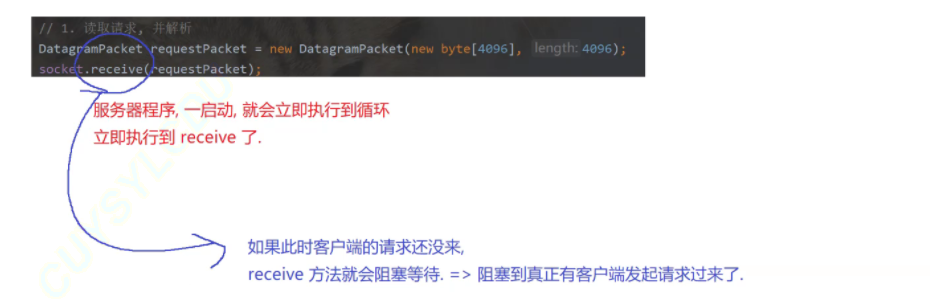 // 1. 读取请求, 并解析
DatagramPacket requestPacket = new DatagramPacket(new byte[4096], length: 4096);
socket.receive(requestPacket);
服务器程序, 一启动, 就会立即执行到循环
立即执行到 receive 了.
如果此时客户端的请求还没来,
receive 方法就会阻塞等待. => 阻塞到真正有客户端发起请求过来了.